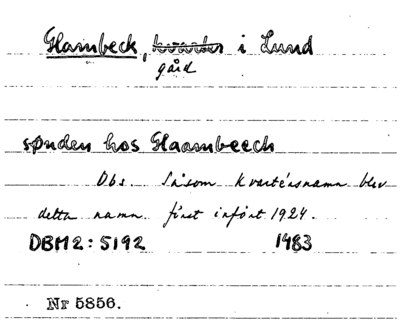 Glambeck, kvarter i Lund
gård
sønden hos Glaambeech
Obs Såsom kvartersnamn blev
detta namn först infört 1924.
DBM2: 5192 1483
Nr 5856.